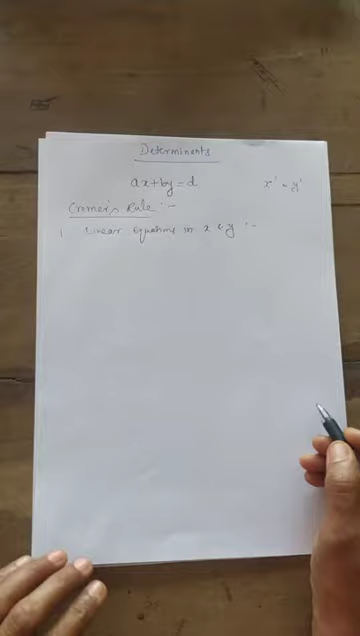 Determinants
ax+by=d x' = y'
Cramer's Rule :-
1 Linear equations in x & y :-